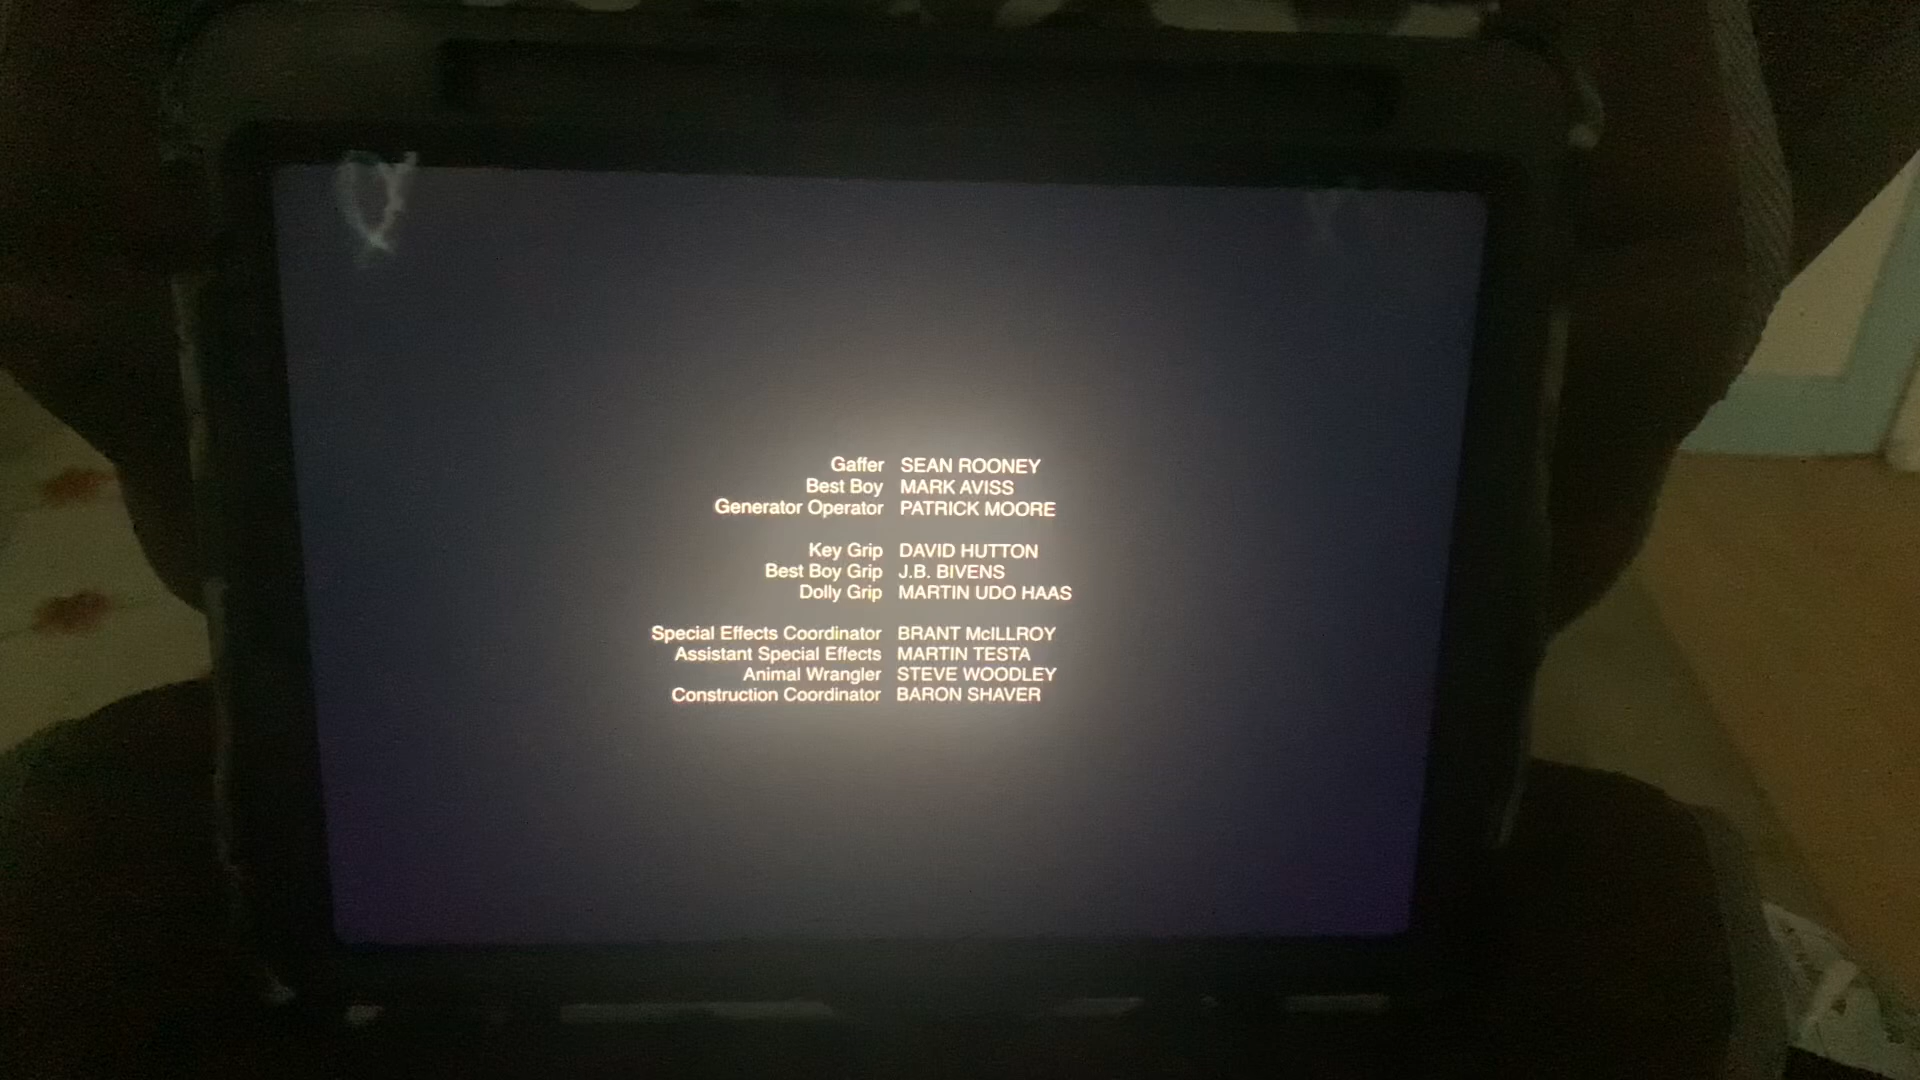 Gaffer SEAN ROONEY
Best Boy MARK AVISS
Generator Operator PATRICK MOORE
Key Grip DAVID HUTTON
Best Boy Grip J.B. BIVENS
Dolly Grip MARTIN UDO HAAS
Special Effects Coordinator BRANT McILLROY
Assistant Special Effects MARTIN TESTA
Animal Wrangler STEVE WOODLEY
Construction Coordinator BARON SHAVER